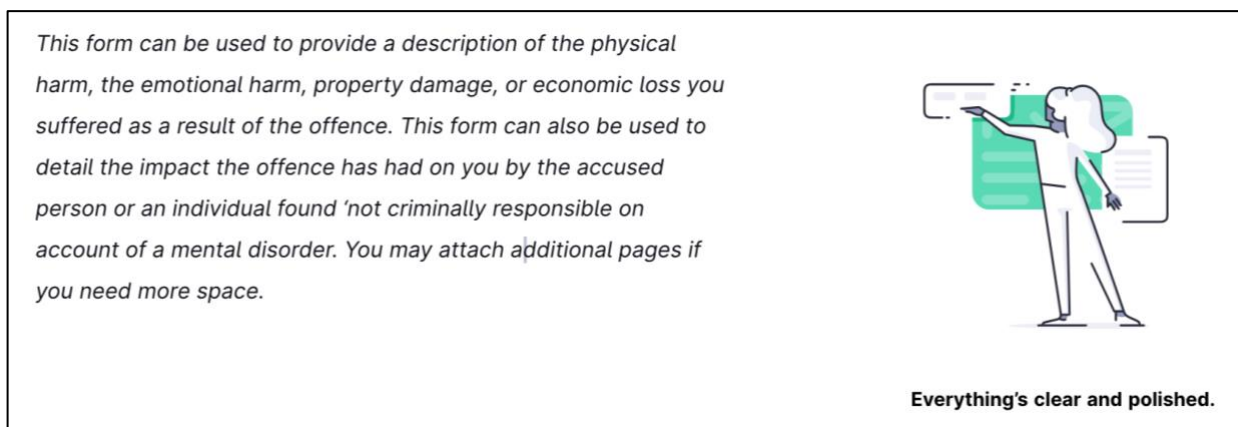 This form can be used to provide a description of the physical
harm, the emotional harm, property damage, or economic loss you
suffered as a result of the offence. This form can also be used to
detail the impact the offence has had on you by the accused
person or an individual found ‘not criminally responsible on
account of a mental disorder. You may attach additional pages if
you need more space.
Everything’s clear and polished.